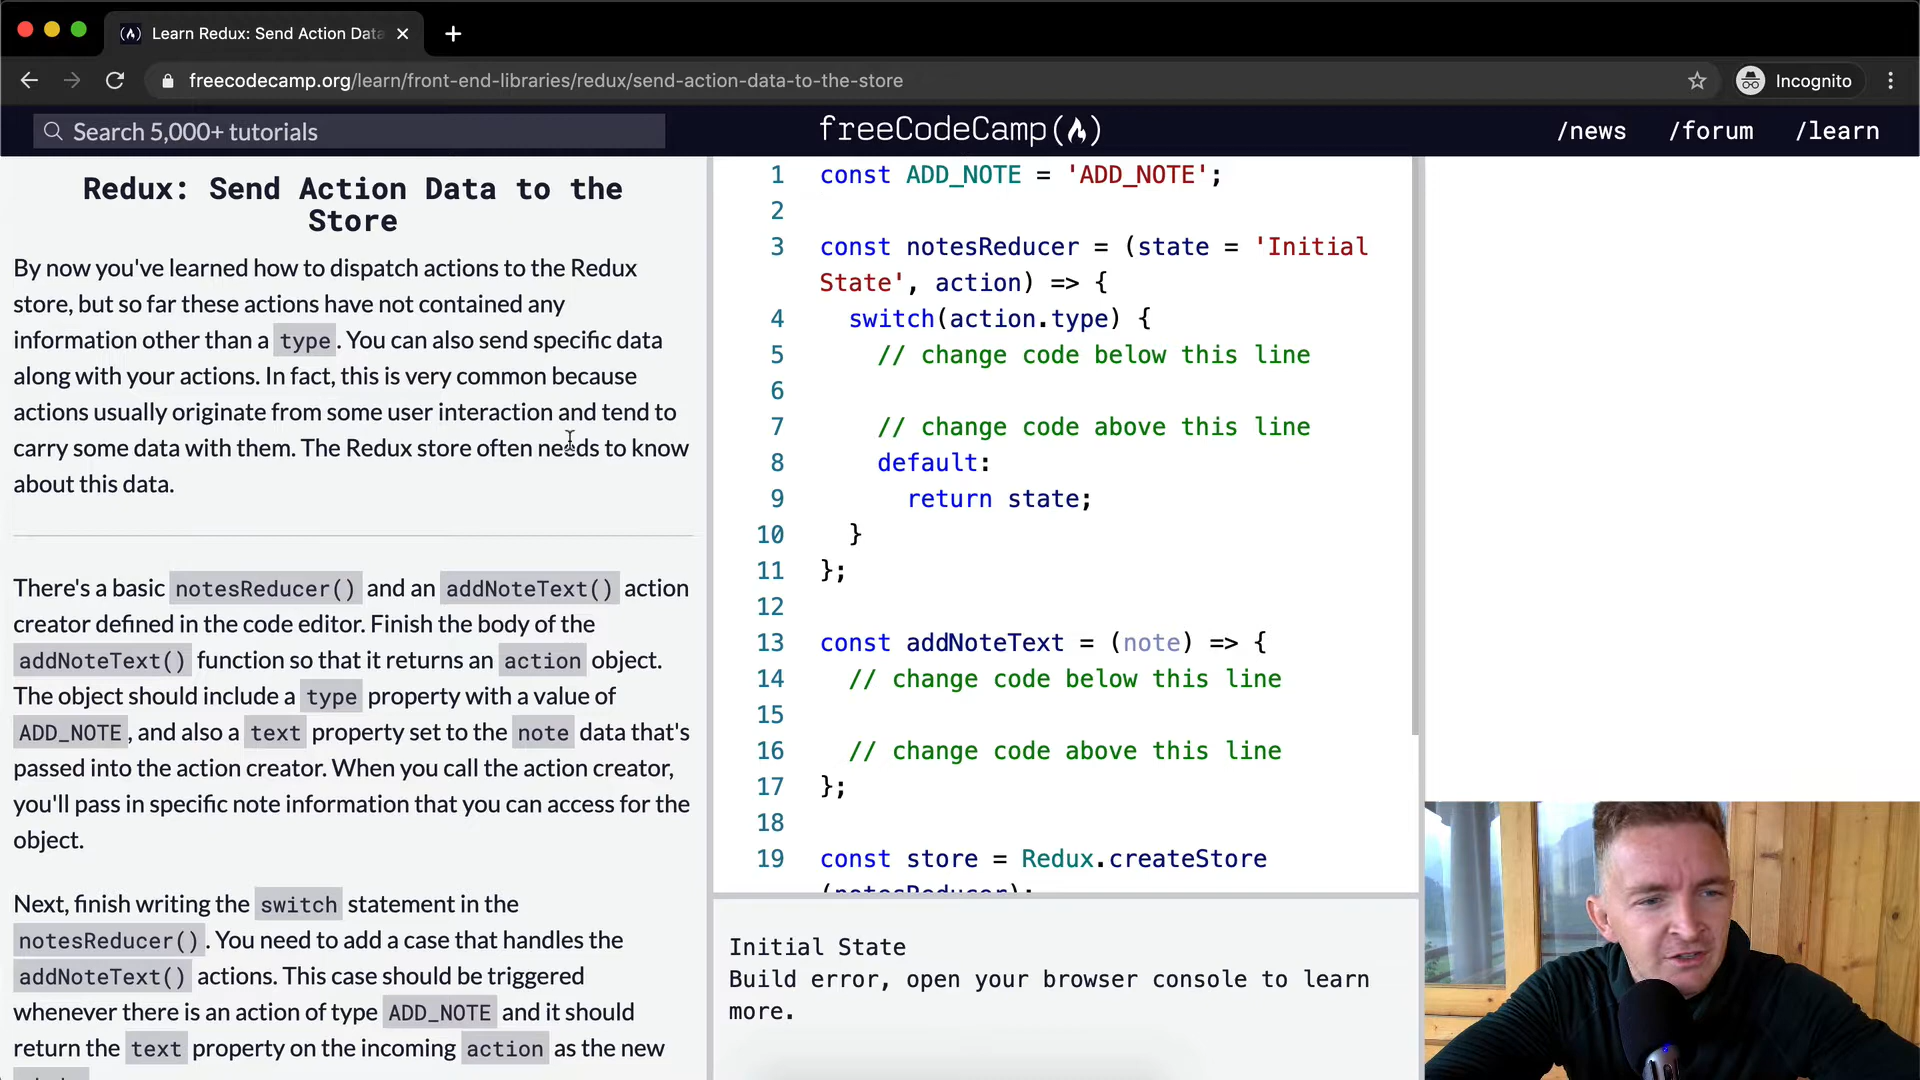 Learn Redux: Send Action Data
freecodecamp.org/learn/front-end-libraries/redux/send-action-data-to-the-store
Incognito
Search 5,000+ tutorials
freeCodeCamp
/news /forum /learn
Redux: Send Action Data to the
Store
By now you've learned how to dispatch actions to the Redux
store, but so far these actions have not contained any
information other than a type. You can also send specific data
along with your actions. In fact, this is very common because
actions usually originate from some user interaction and tend to
carry some data with them. The Redux store often needs to know
about this data.
There's a basic notesReducer() and an addNoteText() action
creator defined in the code editor. Finish the body of the
addNoteText() function so that it returns an action object.
The object should include a type property with a value of
ADD_NOTE, and also a text property set to the note data that's
passed into the action creator. When you call the action creator,
you'll pass in specific note information that you can access for the
object.
Next, finish writing the switch statement in the
notesReducer(). You need to add a case that handles the
addNoteText() actions. This case should be triggered
whenever there is an action of type ADD_NOTE and it should
return the text property on the incoming action as the new
1 const ADD_NOTE = 'ADD_NOTE';
2
3 const notesReducer = (state = 'Initial
State', action) => {
4 switch(action.type) {
5 // change code below this line
6
7 // change code above this line
8 default:
9 return state;
10 }
11 };
12
13 const addNoteText = (note) => {
14 // change code below this line
15
16 // change code above this line
17 };
18
19 const store = Redux.createStore
(notesReducer);
Initial State
Build error, open your browser console to learn
more.